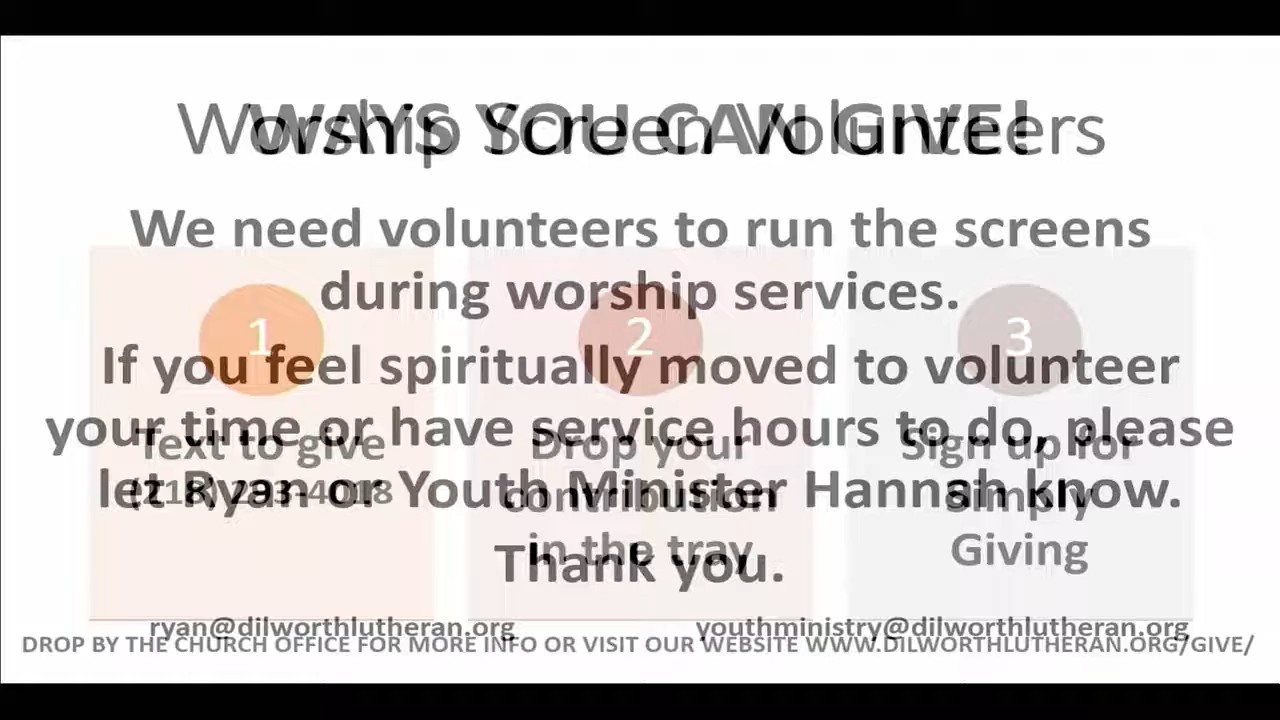 Worship Screen Volunteers
We need volunteers to run the screens
during worship services.
If you feel spiritually moved to volunteer
your time or have service hours to do, please
let Ryan or Youth Minister Hannah know.
Thank you.
ryan@dilworthlutheran.org youthministry@dilworthlutheran.org
WAYS YOU CAN GIVE!
1
Text to give
2
Drop your
contribution
in the tray
3
Sign up for
Simply
Giving
DROP BY THE CHURCH OFFICE FOR MORE INFO OR VISIT OUR WEBSITE WWW.DILWORTHLUTHERAN.ORG/GIVE/